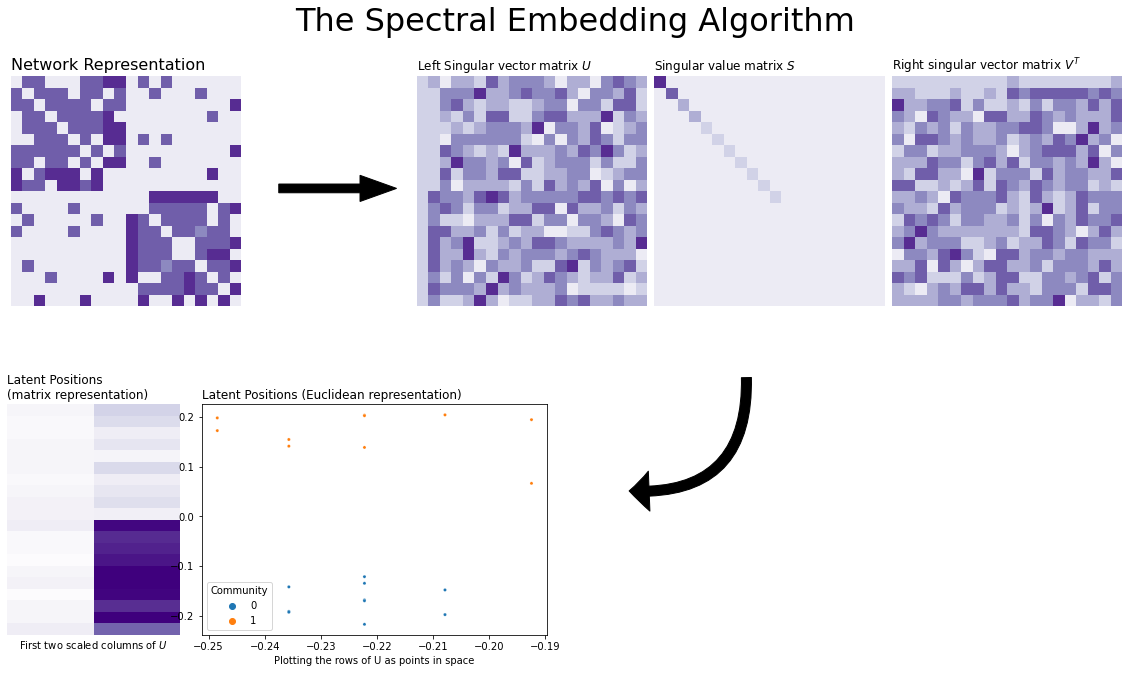 The Spectral Embedding Algorithm
Network Representation
Left Singular vector matrix U
Singular value matrix S
Right singular vector matrix V^T
Latent Positions
(matrix representation)
First two scaled columns of U
Latent Positions (Euclidean representation)
0.2
0.1
0.0
−0.1
−0.2
Community
0
1
−0.25 −0.24 −0.23 −0.22 −0.21 −0.20 −0.19
Plotting the rows of U as points in space